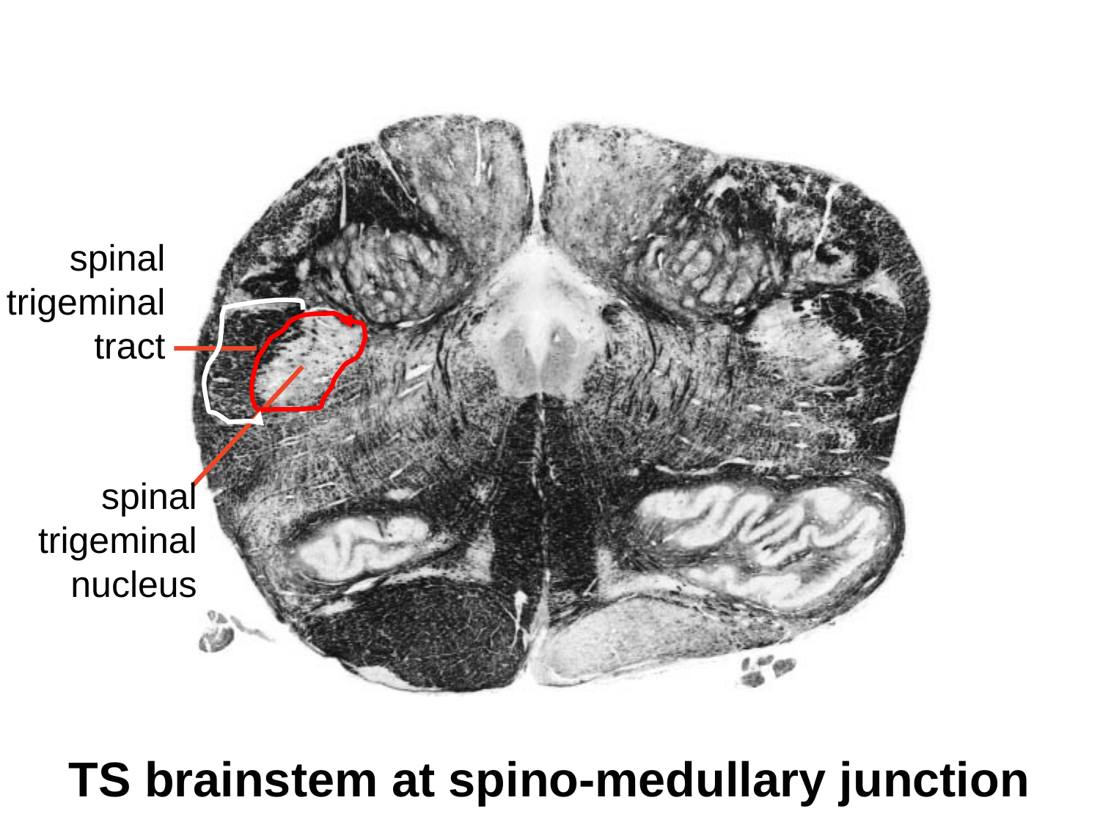 spinal
trigeminal
tract
spinal
trigeminal
nucleus
TS brainstem at spino-medullary junction